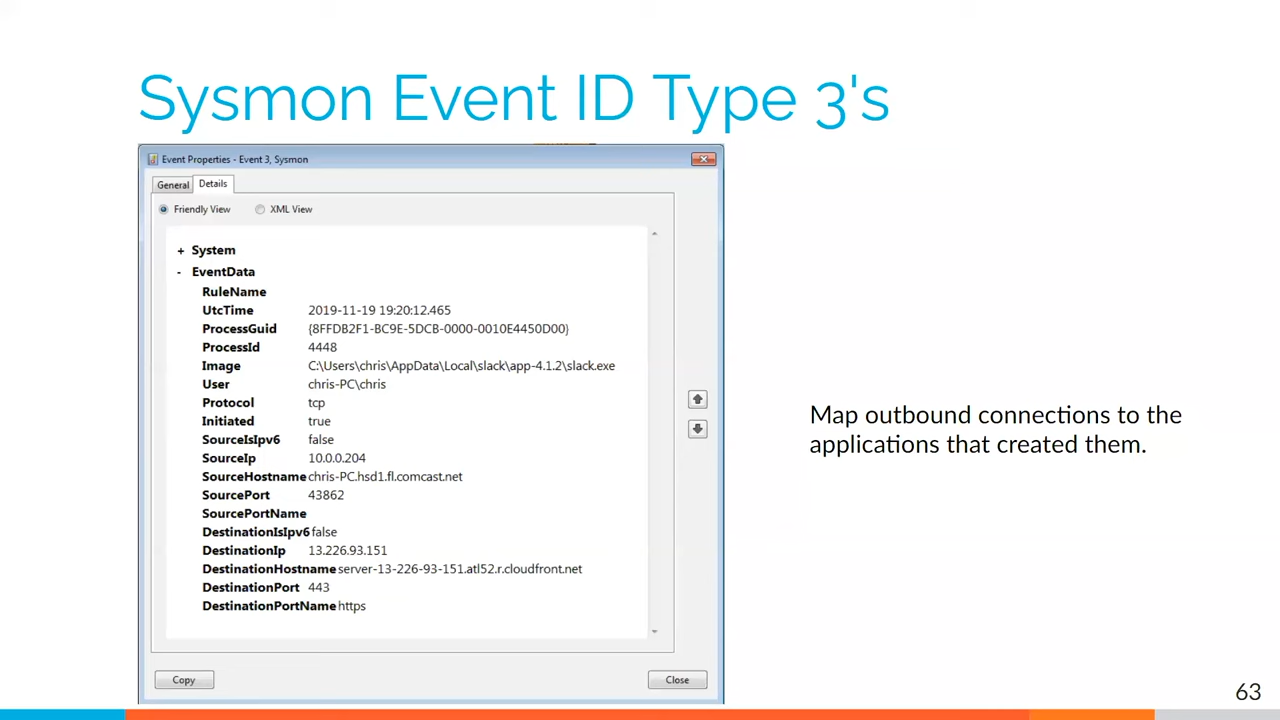 Sysmon Event ID Type 3's
Event Properties - Event 3, Sysmon
General Details
Friendly View XML View
+ System
- EventData
RuleName
UtcTime 2019-11-19 19:20:12.465
ProcessGuid {8FFDB2F1-BC9E-5DCB-0000-0010E4450D00}
ProcessId 4448
Image C:\Users\chris\AppData\Local\slack\app-4.1.2\slack.exe
User chris-PC\chris
Protocol tcp
Initiated true
SourceIsIpv6 false
SourceIp 10.0.0.204
SourceHostname chris-PC.hsd1.fl.comcast.net
SourcePort 43862
SourcePortName
DestinationIsIpv6 false
DestinationIp 13.226.93.151
DestinationHostname server-13-226-93-151.atl52.r.cloudfront.net
DestinationPort 443
DestinationPortName https
Copy Close
Map outbound connections to the
applications that created them.
63